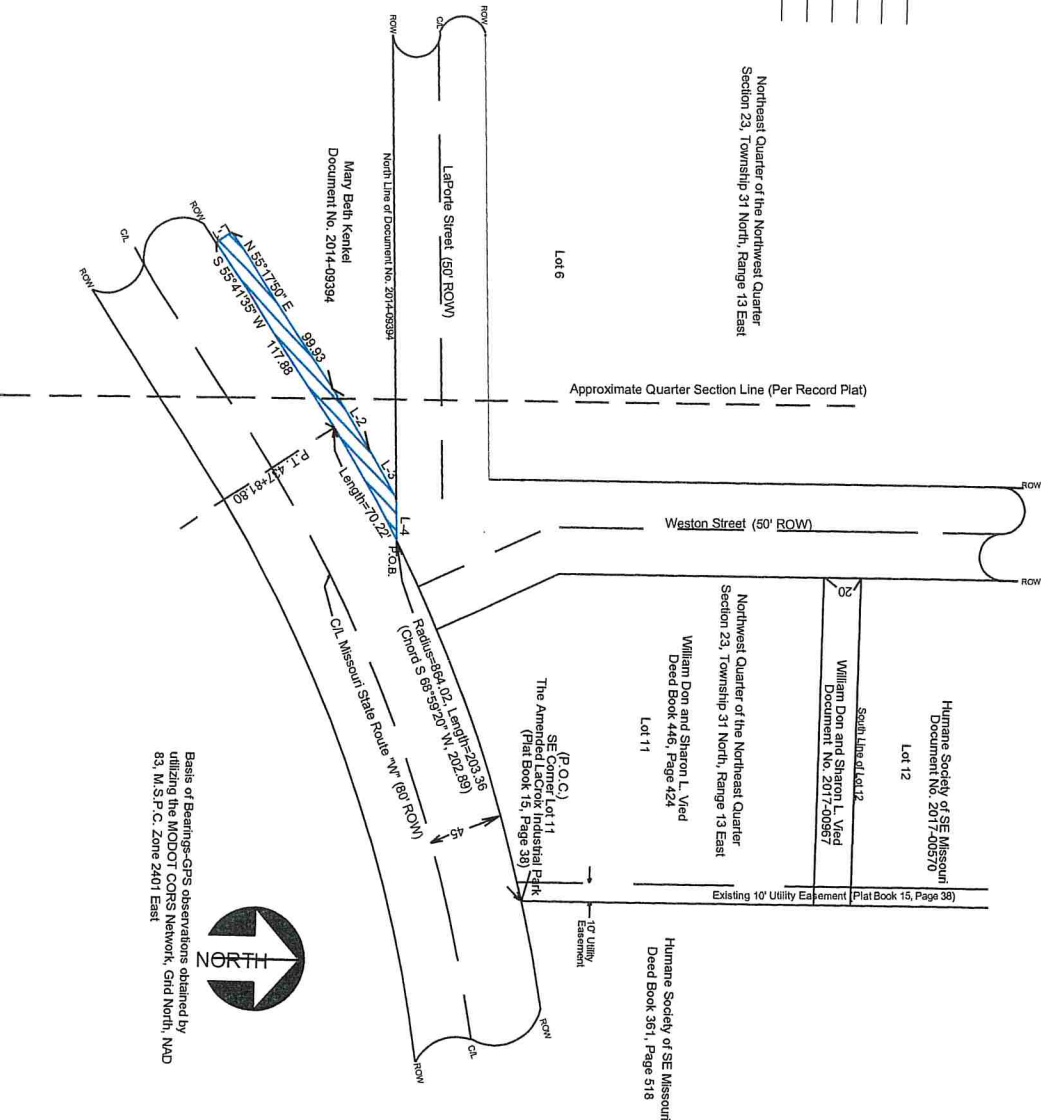 Northeast Quarter of the Northwest Quarter
Section 23, Township 31 North, Range 13 East
Lot 6
ROW
C/L
ROW
LaPorte Street (50' ROW)
North Line of Document No. 2014-09394
Mary Beth Kenkel
Document No. 2014-09394
Approximate Quarter Section Line (Per Record Plat)
ROW
C/L
ROW
N 55°17'50" E
99.93
S 55°41'35" W 117.88
L-2
L-3
L-4
P.O.B.
Length=70.22'
P.T. 437+81.80
Weston Street (50' ROW)
ROW
ROW
20'
Humane Society of SE Missouri
Document No. 2017-00570
Lot 12
South Line of Lot 12
William Don and Sharon L. Vied
Document No. 2017-00967
Northwest Quarter of the Northeast Quarter
Section 23, Township 31 North, Range 13 East
William Don and Sharon L. Vied
Deed Book 446, Page 424
Lot 11
Existing 10' Utility Easement (Plat Book 15, Page 38)
10' Utility
Easement
(P.O.C.)
SE Corner Lot 11
The Amended LaCroix Industrial Park
(Plat Book 15, Page 38)
Radius=864.02, Length=203.36
(Chord S 68°59'20" W, 202.89)
45'
C/L Missouri State Route "W" (80' ROW)
Humane Society of SE Missouri
Deed Book 361, Page 518
ROW
C/L
ROW
NORTH
Basis of Bearings-GPS observations obtained by
utilizing the MODOT CORS Network, Grid North, NAD
83, M.S.P.C. Zone 2401 East